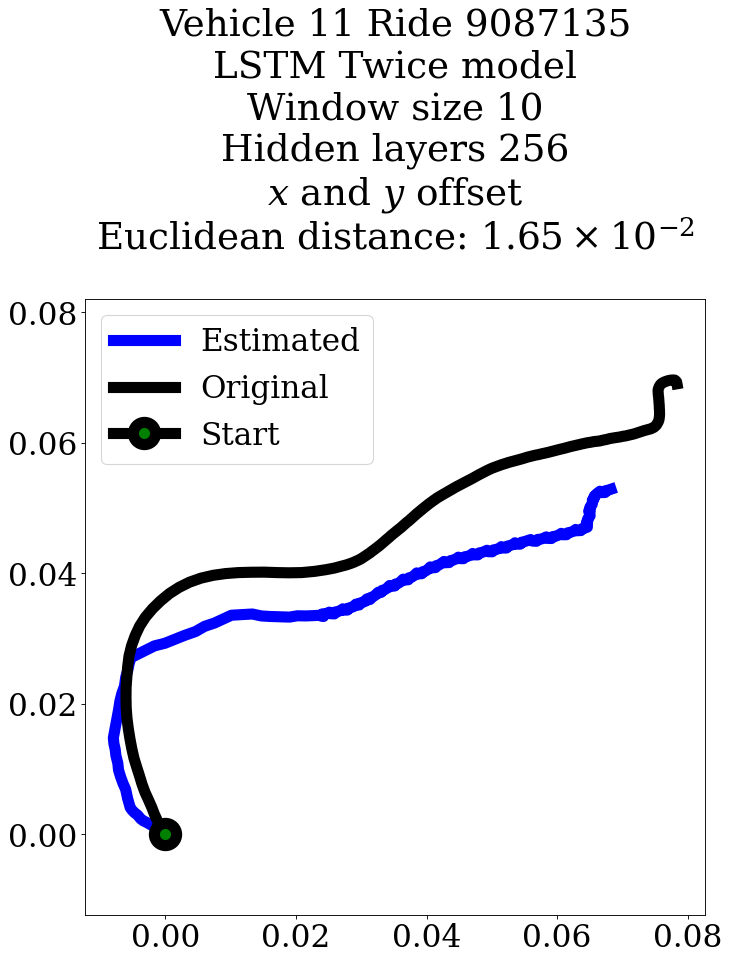 Vehicle 11 Ride 9087135
LSTM Twice model
Window size 10
Hidden layers 256
x and y offset
Euclidean distance: 1.65 × 10⁻²
0.08
Estimated
Original
Start
0.06
0.04
0.02
0.00
0.00 0.02 0.04 0.06 0.08